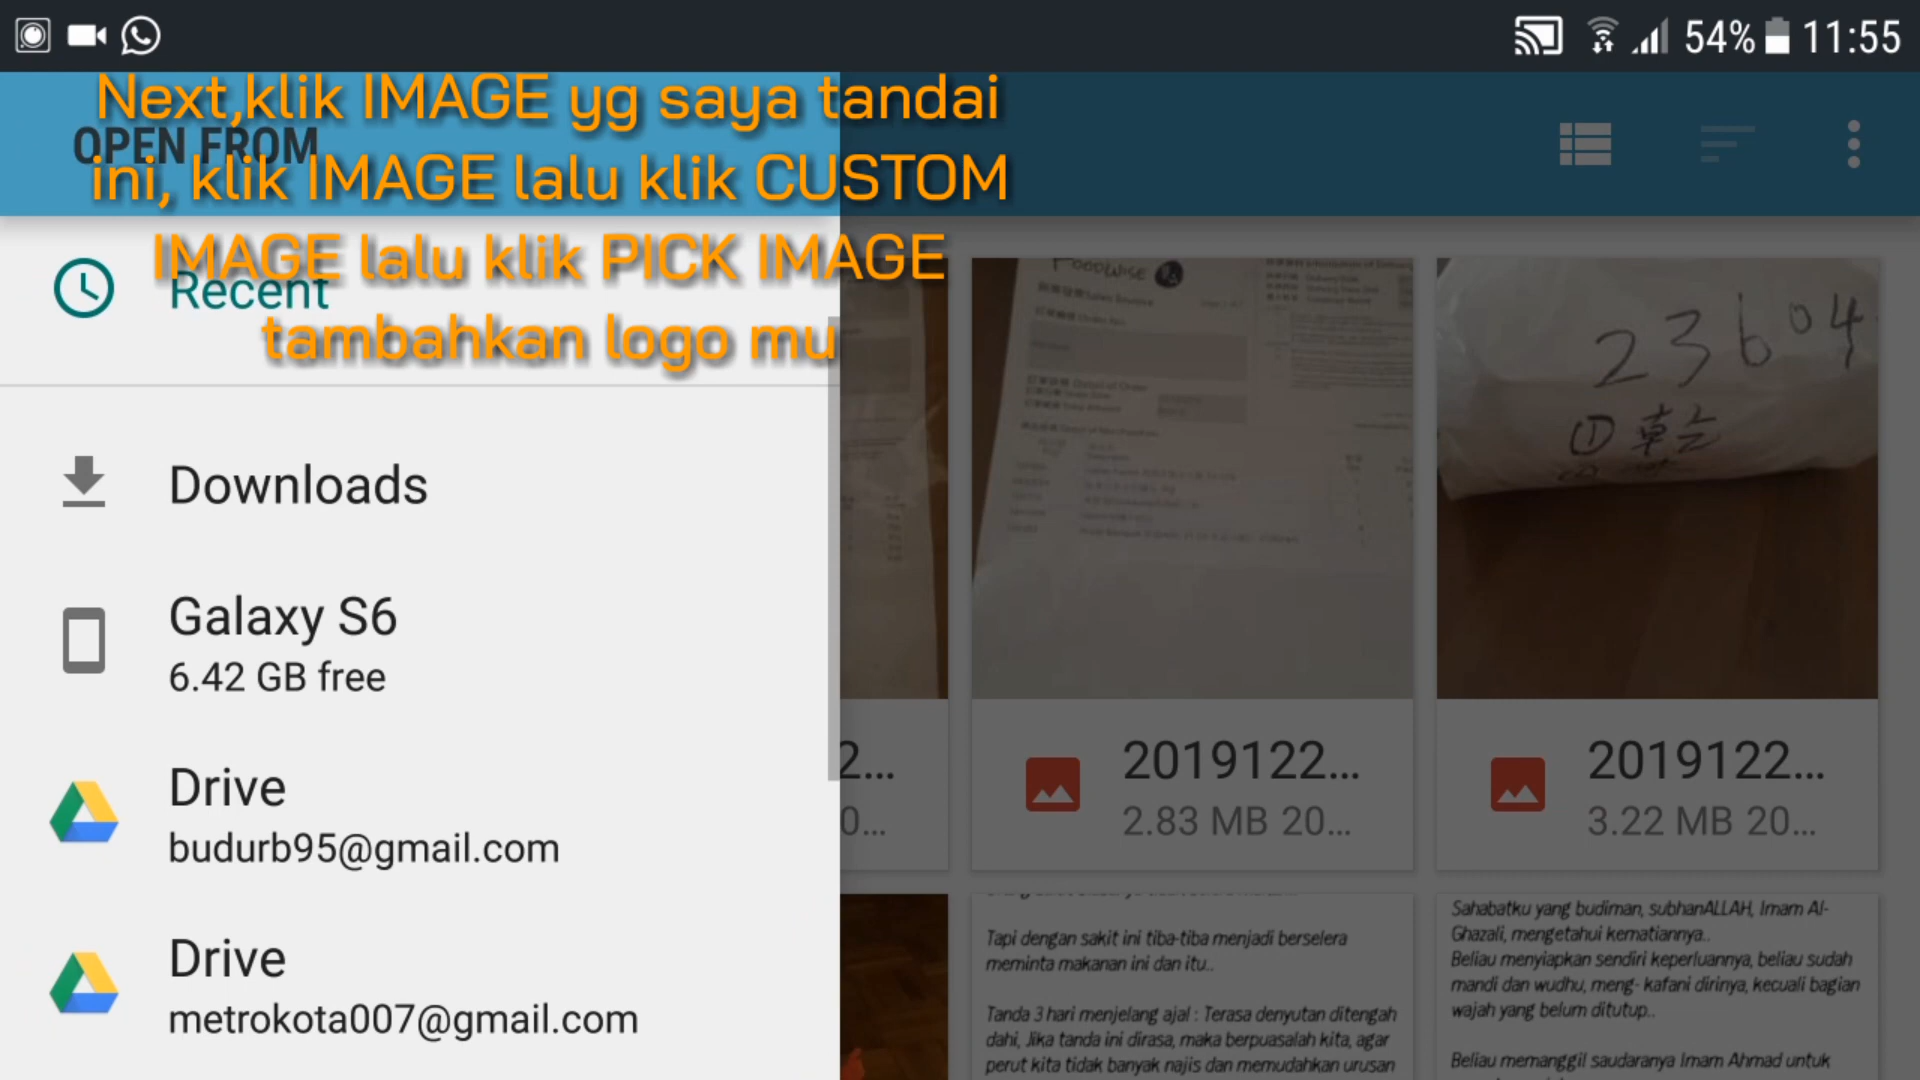 54%
11:55
Next,klik IMAGE yg saya tandai
ini, klik IMAGE lalu klik CUSTOM
IMAGE lalu klik PICK IMAGE
tambahkan logo mu
OPEN FROM
Recent
Downloads
Galaxy S6
6.42 GB free
Drive
budurb95@gmail.com
Drive
metrokota007@gmail.com
FOODWISE
23604
2...
0...
2019122...
2.83 MB 20...
2019122...
3.22 MB 20...
Tapi dengan sakit ini tiba-tiba menjadi berselera
meminta makanan ini dan itu..
Tanda 3 hari menjelang ajal : Terasa denyutan ditengah
dahi, Jika tanda ini dirasa, maka berpuasalah kita, agar
perut kita tidak banyak najis dan memudahkan urusan
Sahabatku yang budiman, subhanALLAH, Imam Al-
Ghazali, mengetahui kematiannya..
Beliau menyiapkan sendiri keperluannya, beliau sudah
mandi dan wudhu, meng- kafani dirinya, kecuali bagian
wajah yang belum ditutup..
Beliau memanggil saudaranya Imam Ahmad untuk